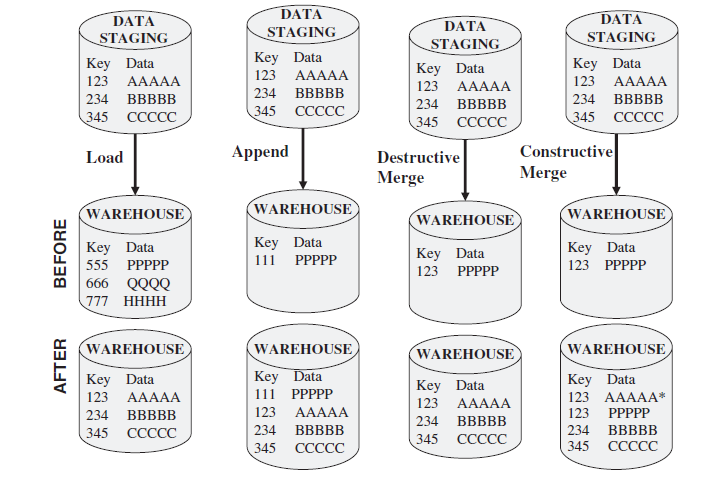 DATA
STAGING
Key Data
123 AAAAA
234 BBBBB
345 CCCCC
DATA
STAGING
Key Data
123 AAAAA
234 BBBBB
345 CCCCC
DATA
STAGING
Key Data
123 AAAAA
234 BBBBB
345 CCCCC
DATA
STAGING
Key Data
123 AAAAA
234 BBBBB
345 CCCCC
Load
Append
Destructive
Merge
Constructive
Merge
BEFORE
WAREHOUSE
Key Data
555 PPPPP
666 QQQQ
777 HHHH
WAREHOUSE
Key Data
111 PPPPP
WAREHOUSE
Key Data
123 PPPPP
WAREHOUSE
Key Data
123 PPPPP
AFTER
WAREHOUSE
Key Data
123 AAAAA
234 BBBBB
345 CCCCC
WAREHOUSE
Key Data
111 PPPPP
123 AAAAA
234 BBBBB
345 CCCCC
WAREHOUSE
Key Data
123 AAAAA
234 BBBBB
345 CCCCC
WAREHOUSE
Key Data
123 AAAAA*
123 PPPPP
234 BBBBB
345 CCCCC